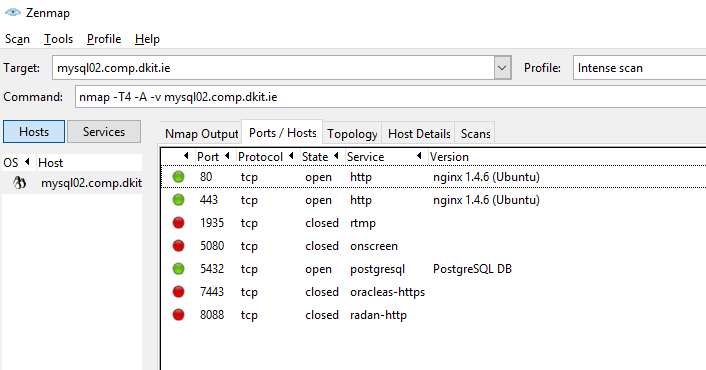 Zenmap
Scan Tools Profile Help
Target: mysql02.comp.dkit.ie Profile: Intense scan
Command: nmap -T4 -A -v mysql02.comp.dkit.ie
Hosts Services Nmap Output Ports / Hosts Topology Host Details Scans
OS Host Port Protocol State Service Version
mysql02.comp.dkit 80 tcp open http nginx 1.4.6 (Ubuntu)
443 tcp open http nginx 1.4.6 (Ubuntu)
1935 tcp closed rtmp
5080 tcp closed onscreen
5432 tcp open postgresql PostgreSQL DB
7443 tcp closed oracleas-https
8088 tcp closed radan-http